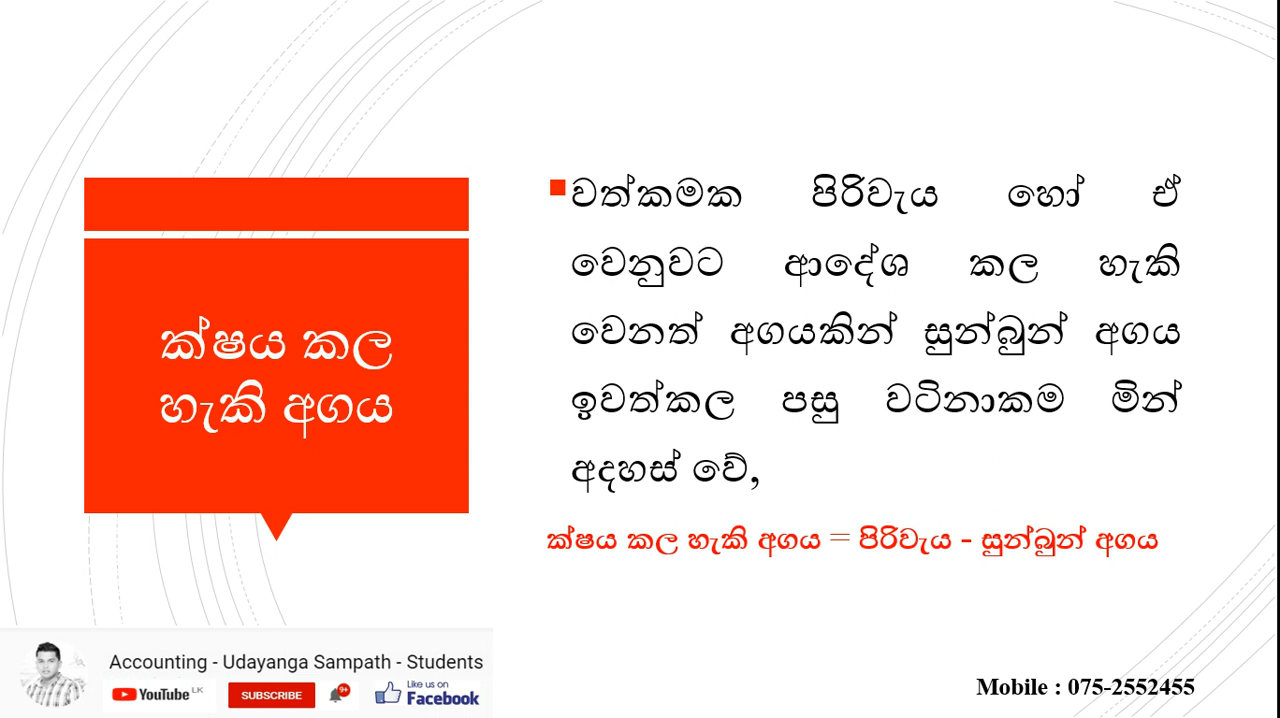 ක්ෂය කල
හැකි අගය
වත්කමක පිරිවැය හෝ ඒ
වෙනුවට ආදේශ කල හැකි
වෙනත් අගයකින් සුන්බුන් අගය
ඉවත්කල පසු වටිනාකම මින්
අදහස් වේ,
ක්ෂය කල හැකි අගය = පිරිවැය - සුන්බුන් අගය
Accounting - Udayanga Sampath - Students
YouTube LK
SUBSCRIBE
9+
Like us on
Facebook
Mobile : 075-2552455